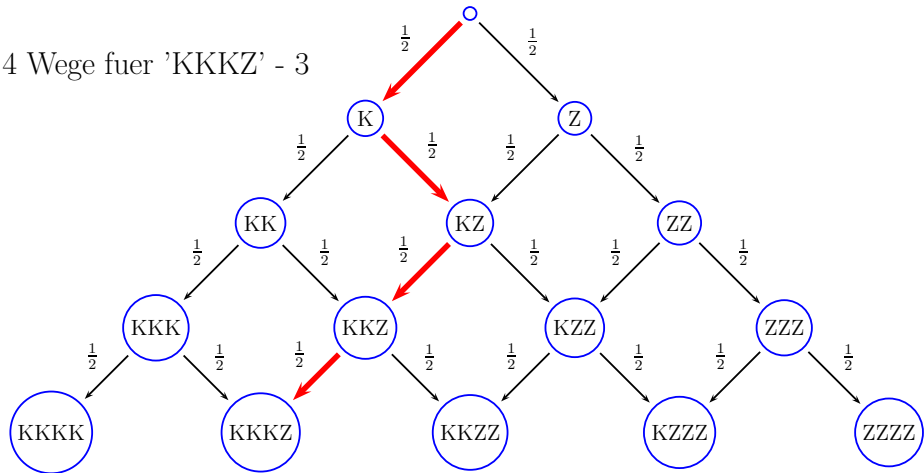 1/2 1/2
4 Wege fuer 'KKKZ' - 3
K Z
1/2 1/2 1/2 1/2
KK KZ ZZ
1/2 1/2 1/2 1/2 1/2 1/2
KKK KKZ KZZ ZZZ
1/2 1/2 1/2 1/2 1/2 1/2 1/2 1/2
KKKK KKKZ KKZZ KZZZ ZZZZ